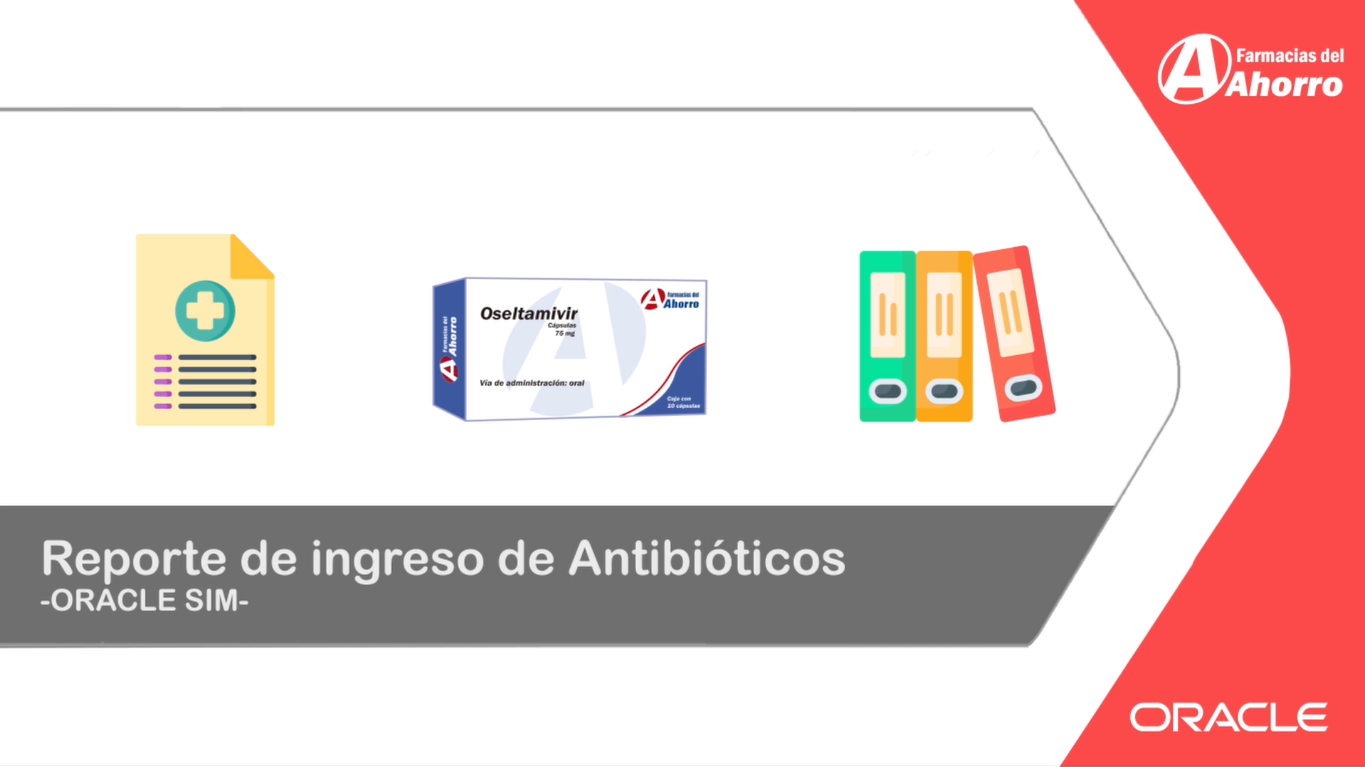 Farmacias del
Ahorro
Farmacias del
Ahorro
Oseltamivir
Cápsulas
75 mg
Vía de administración: oral
Farmacias del
Ahorro
Caja con
10 cápsulas
Reporte de ingreso de Antibióticos
-ORACLE SIM-
ORACLE